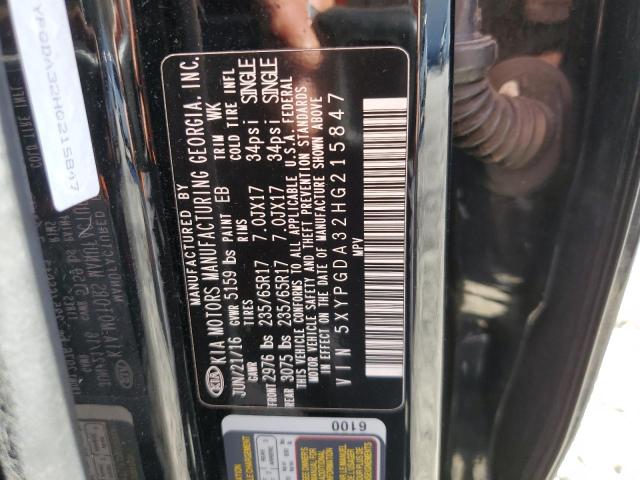 MANUFACTURED BY
KIA KIA MOTORS MANUFACTURING GEORGIA. INC.
JUN/21/16 GVWR 5159 lbs PAINT EB TRIM WK
GAWR TIRES RIMS COLD TIRE INFL
FRONT 2976 lbs 235/65R17 7.0JX17 34psi SINGLE
REAR 3075 lbs 235/65R17 7.0JX17 34psi SINGLE
THIS VEHICLE CONFORMS TO ALL APPLICABLE U.S.A. FEDERAL
MOTOR VEHICLE SAFETY AND THEFT PREVENTION STANDARDS
IN EFFECT ON THE DATE OF MANUFACTURE SHOWN ABOVE.
VIN 5XYPGDA32HG215847
MPV
6100